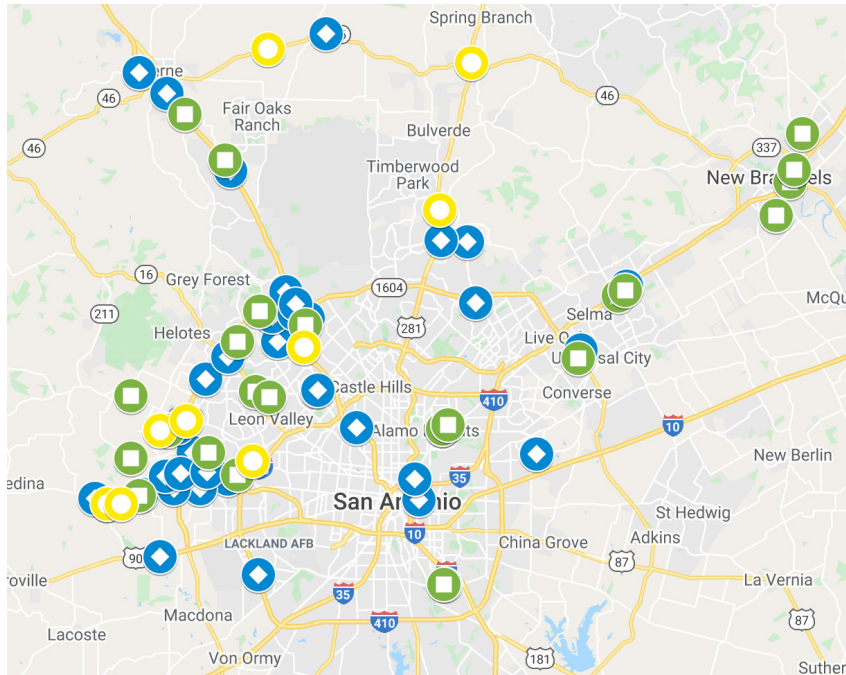 Spring Branch
46
46
46
Fair Oaks
Ranch
Bulverde
337
Timberwood
Park
New Bra
els
16
Grey Forest
1604
211
Selma
McQu
281
Helotes
Live O
sal City
Castle Hills
410
Converse
Leon Valley
10
Alamo
ts
New Berlin
edina
35
San An
nio
St Hedwig
10
Adkins
LACKLAND AFB
China Grove
90
87
roville
La Vernia
35
Macdona
410
87
Lacoste
Von Ormy
181
Suther